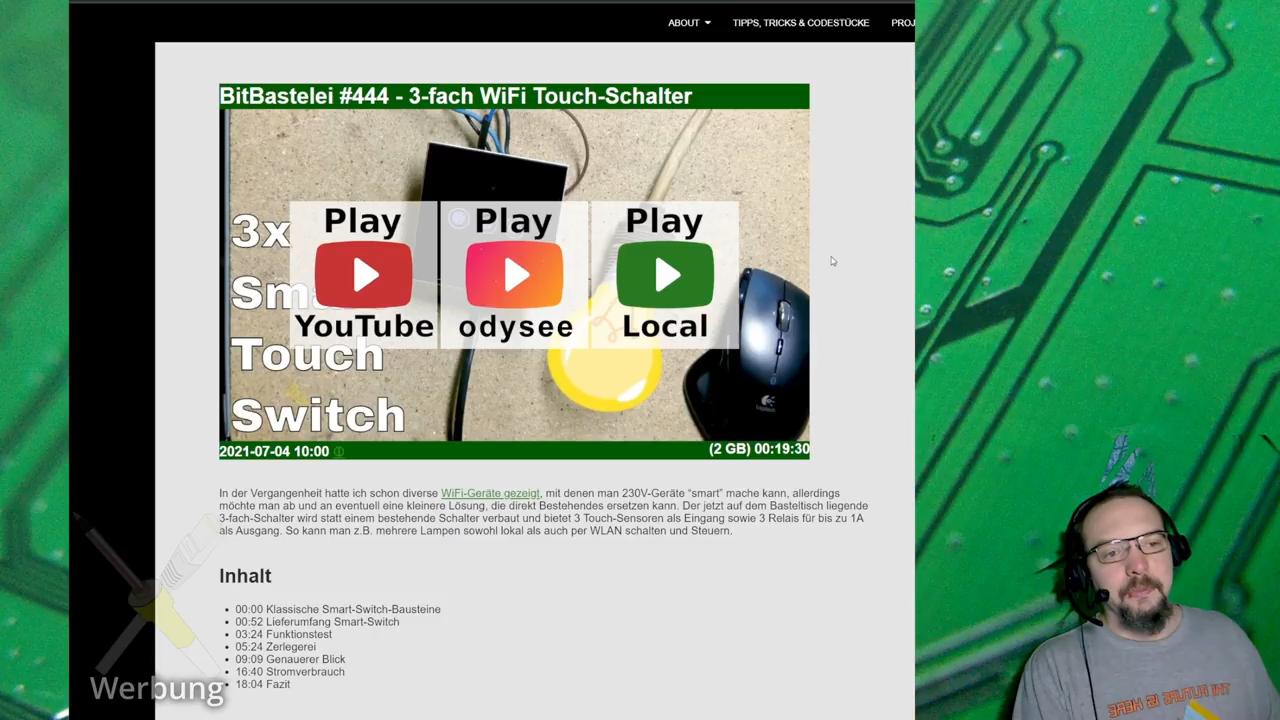 ABOUT TIPPS, TRICKS & CODESTÜCKE PROJ
BitBastelei #444 - 3-fach WiFi Touch-Schalter
3x
Sma
Touch
Switch
Play
YouTube
Play
odysee
Play
Local
logitech
2021-07-04 10:00
(2 GB) 00:19:30
In der Vergangenheit hatte ich schon diverse WiFi-Geräte gezeigt, mit denen man 230V-Geräte “smart” mache kann, allerdings
möchte man ab und an eventuell eine kleinere Lösung, die direkt Bestehendes ersetzen kann. Der jetzt auf dem Basteltisch liegende
3-fach-Schalter wird statt einem bestehende Schalter verbaut und bietet 3 Touch-Sensoren als Eingang sowie 3 Relais für bis zu 1A
als Ausgang. So kann man z.B. mehrere Lampen sowohl lokal als auch per WLAN schalten und Steuern.
Inhalt
00:00 Klassische Smart-Switch-Bausteine
00:52 Lieferumfang Smart-Switch
03:24 Funktionstest
05:24 Zerlegerei
09:09 Genauerer Blick
16:40 Stromverbrauch
18:04 Fazit
Werbung
THE FUTURE IS HERE